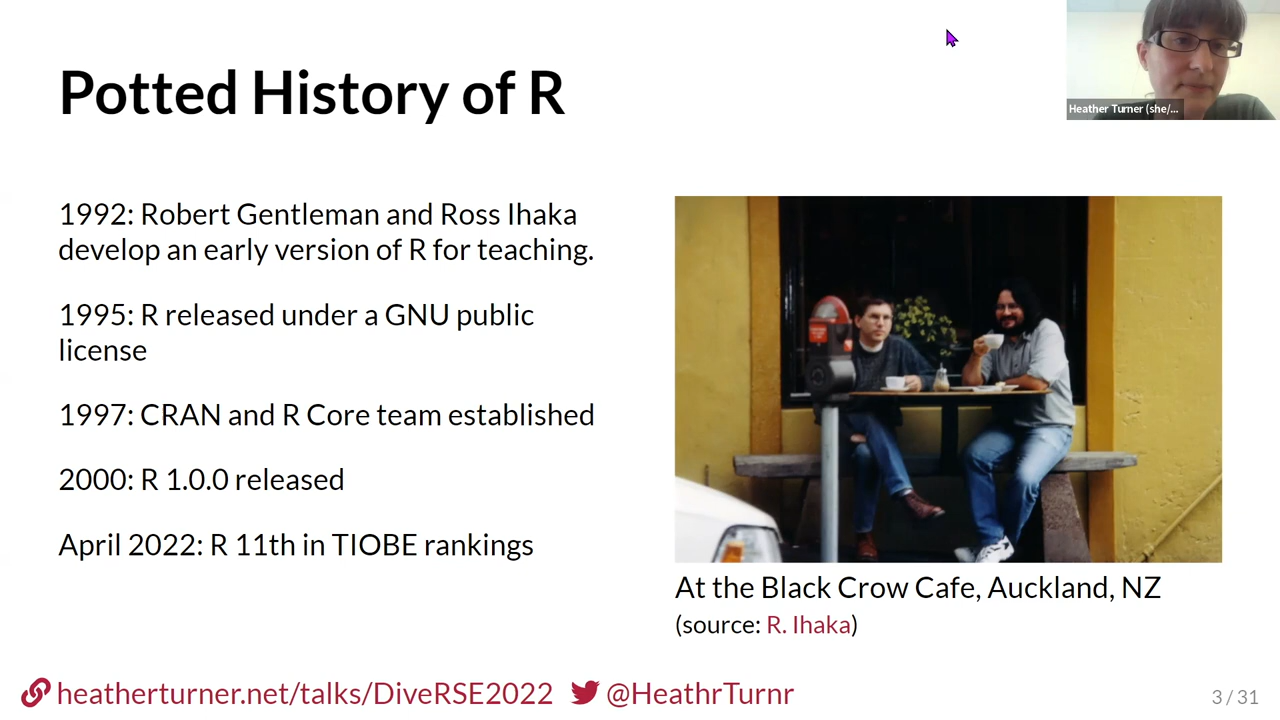 Potted History of R
Heather Turner (she/...
1992: Robert Gentleman and Ross Ihaka
develop an early version of R for teaching.
1995: R released under a GNU public
license
1997: CRAN and R Core team established
2000: R 1.0.0 released
April 2022: R 11th in TIOBE rankings
At the Black Crow Cafe, Auckland, NZ
(source: R. Ihaka)
heatherturner.net/talks/DiveRSE2022 @HeathrTurnr
3 / 31